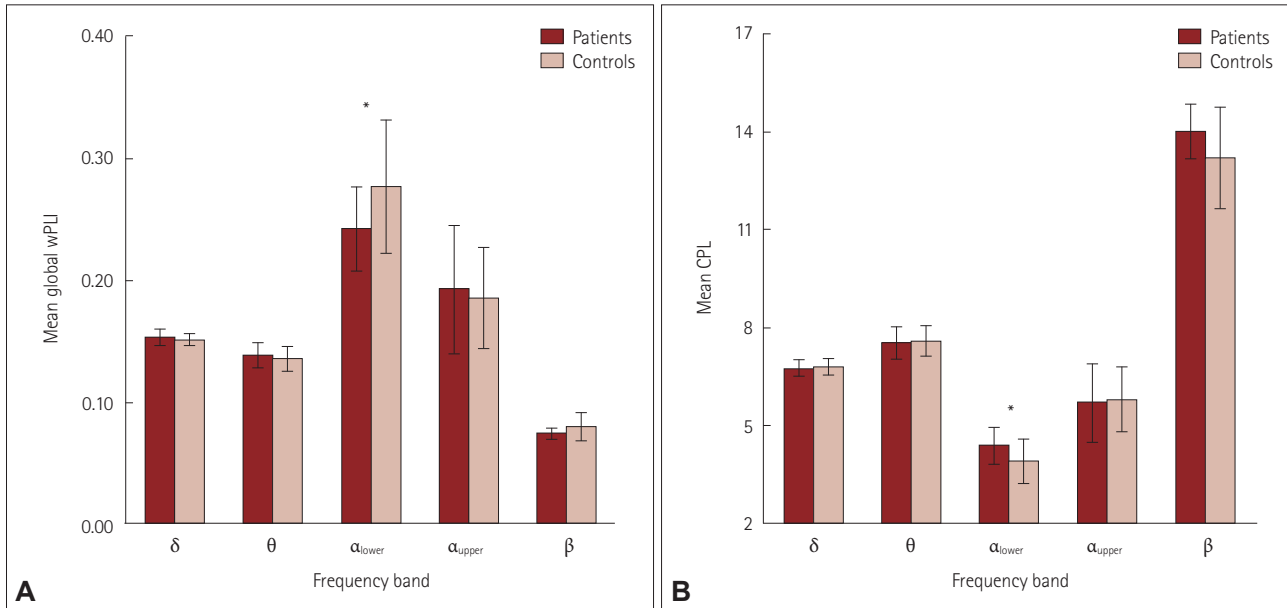 0.40
0.30
0.20
0.10
0.00
Mean global wPLI
Patients
Controls
*
δ θ αlower αupper β
Frequency band
A
17
14
11
8
5
2
Mean CPL
Patients
Controls
*
δ θ αlower αupper β
Frequency band
B